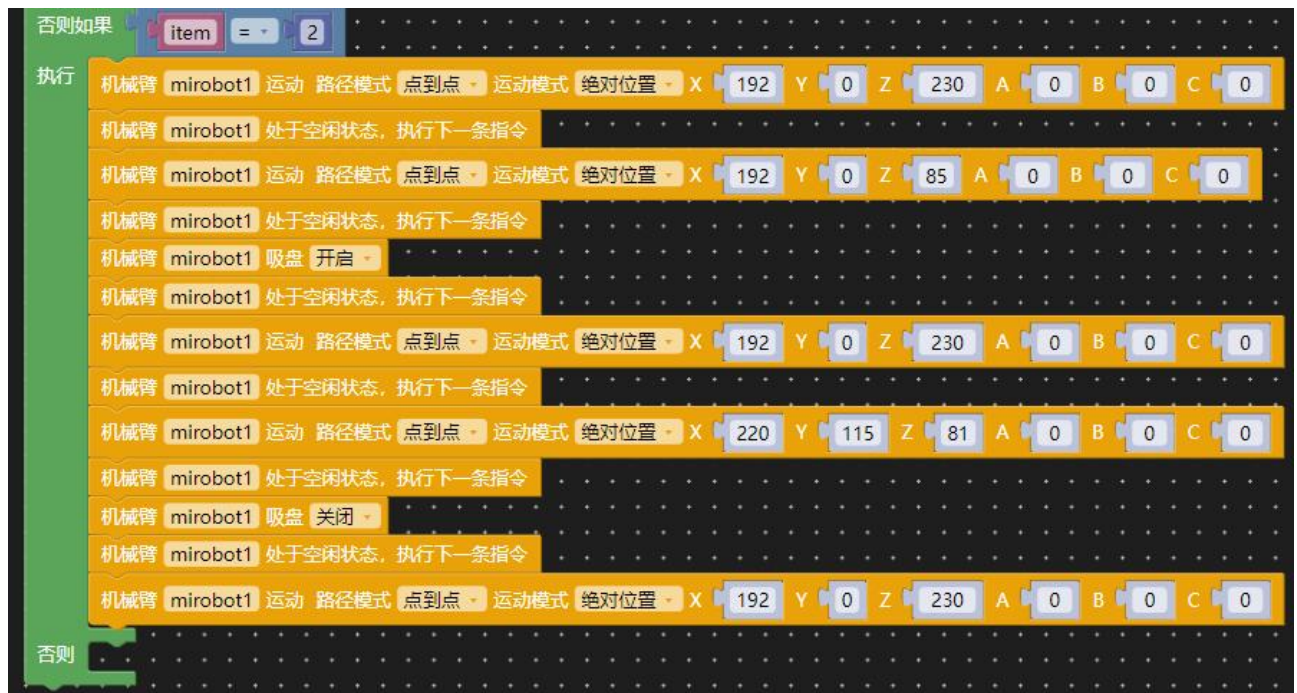 否则如果 item = 2
执行 机械臂 mirobot1 运动 路径模式 点到点 运动模式 绝对位置 X 192 Y 0 Z 230 A 0 B 0 C 0
机械臂 mirobot1 处于空闲状态，执行下一条指令
机械臂 mirobot1 运动 路径模式 点到点 运动模式 绝对位置 X 192 Y 0 Z 85 A 0 B 0 C 0
机械臂 mirobot1 处于空闲状态，执行下一条指令
机械臂 mirobot1 吸盘 开启
机械臂 mirobot1 处于空闲状态，执行下一条指令
机械臂 mirobot1 运动 路径模式 点到点 运动模式 绝对位置 X 192 Y 0 Z 230 A 0 B 0 C 0
机械臂 mirobot1 处于空闲状态，执行下一条指令
机械臂 mirobot1 运动 路径模式 点到点 运动模式 绝对位置 X 220 Y 115 Z 81 A 0 B 0 C 0
机械臂 mirobot1 处于空闲状态，执行下一条指令
机械臂 mirobot1 吸盘 关闭
机械臂 mirobot1 处于空闲状态，执行下一条指令
机械臂 mirobot1 运动 路径模式 点到点 运动模式 绝对位置 X 192 Y 0 Z 230 A 0 B 0 C 0
否则